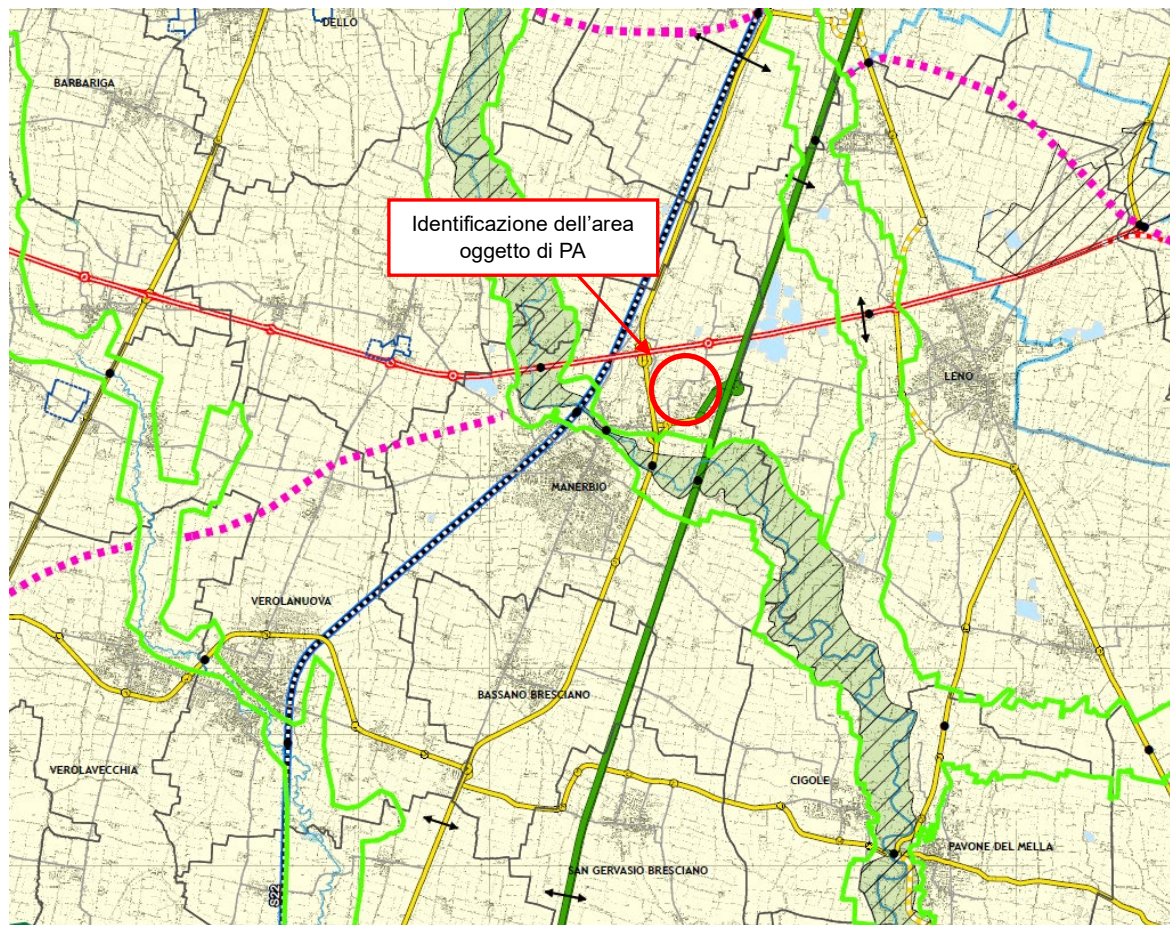 DELLO
BARBARIGA
Identificazione dell'area
oggetto di PA
LENO
MANERBIO
VEROLANUOVA
BASSANO BRESCIANO
VEROLAVECCHIA
CIGOLE
PAVONE DEL MELLA
SAN GERVASIO BRESCIANO
S22